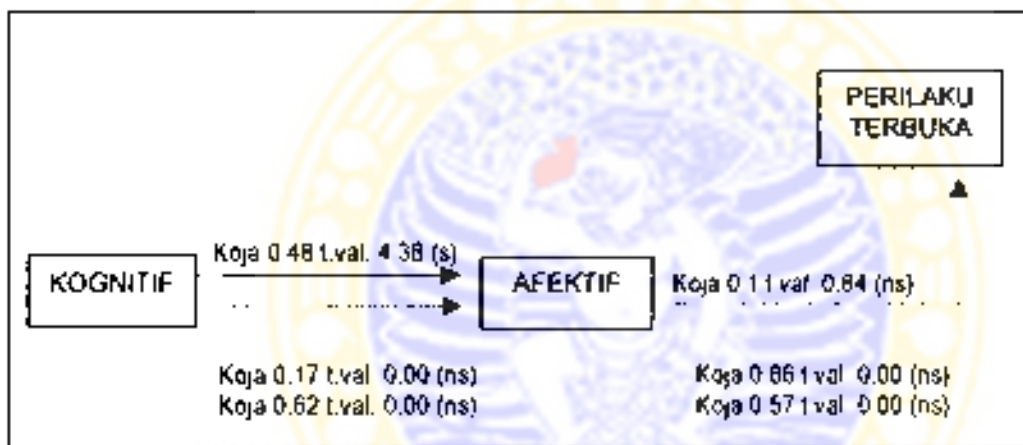 PERILAKU
TERBUKA
Koja 0.48 t.val. 4.38 (s)
KOGNITIF
AFEKTIF
Koja 0.11 val 0.84 (ns)
Koja 0.17 t.val. 0.00 (ns)
Koja 0.62 t.val. 0.00 (ns)
Koja 0.86 t val 0.00 (ns)
Koja 0.57 t val 0.00 (ns)